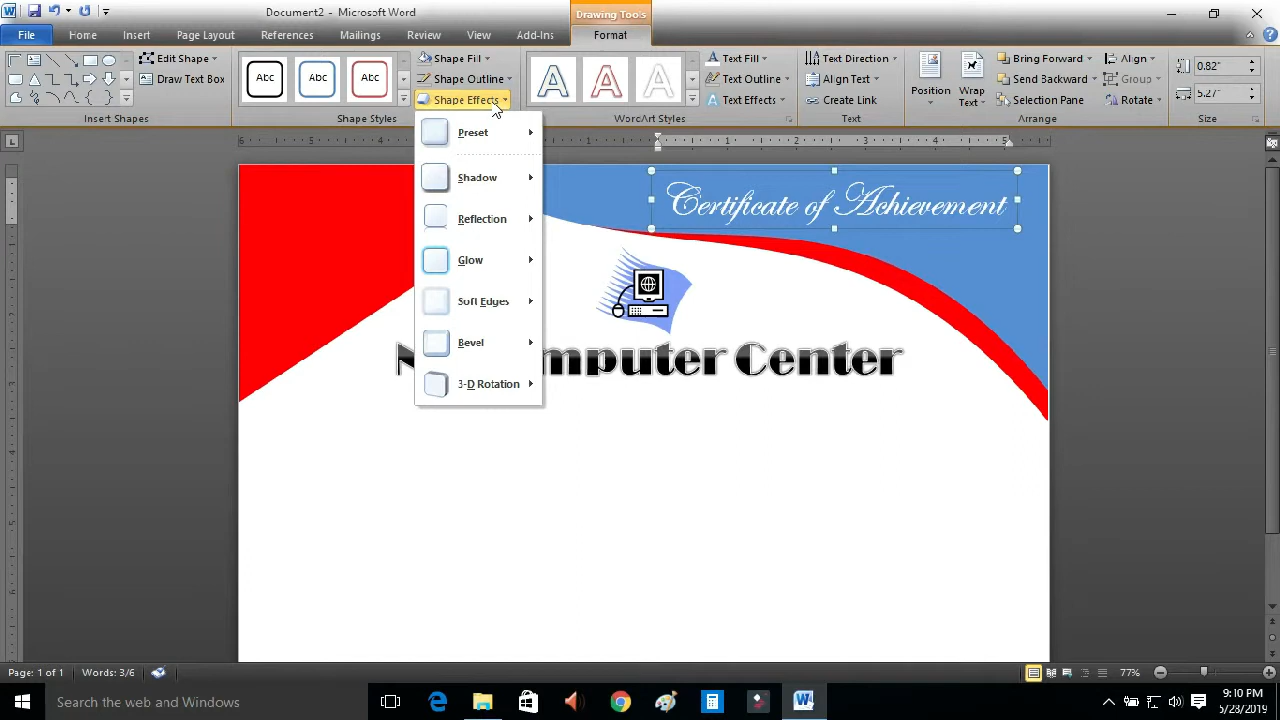 Document2 - Microsoft Word
Drawing Tools
File Home Insert Page Layout References Mailings Review View Add-Ins Format
Edit Shape
Draw Text Box
Insert Shapes
Abc Abc Abc
Shape Fill
Shape Outline
Shape Effects
Shape Styles
A A A
Text Fill
Text Outline
Text Effects
WordArt Styles
Text Direction
Align Text
Create Link
Text
Position
Wrap
Text
Bring Forward
Send Backward
Selection Pane
Align
Group
Rotate
Arrange
0.82"
5.27"
Size
Preset
Shadow
Reflection
Glow
Soft Edges
Bevel
3-D Rotation
Certificate of Achievement
Computer Center
Page: 1 of 1 Words: 3/6 77%
Search the web and Windows
9:10 PM
5/23/2019